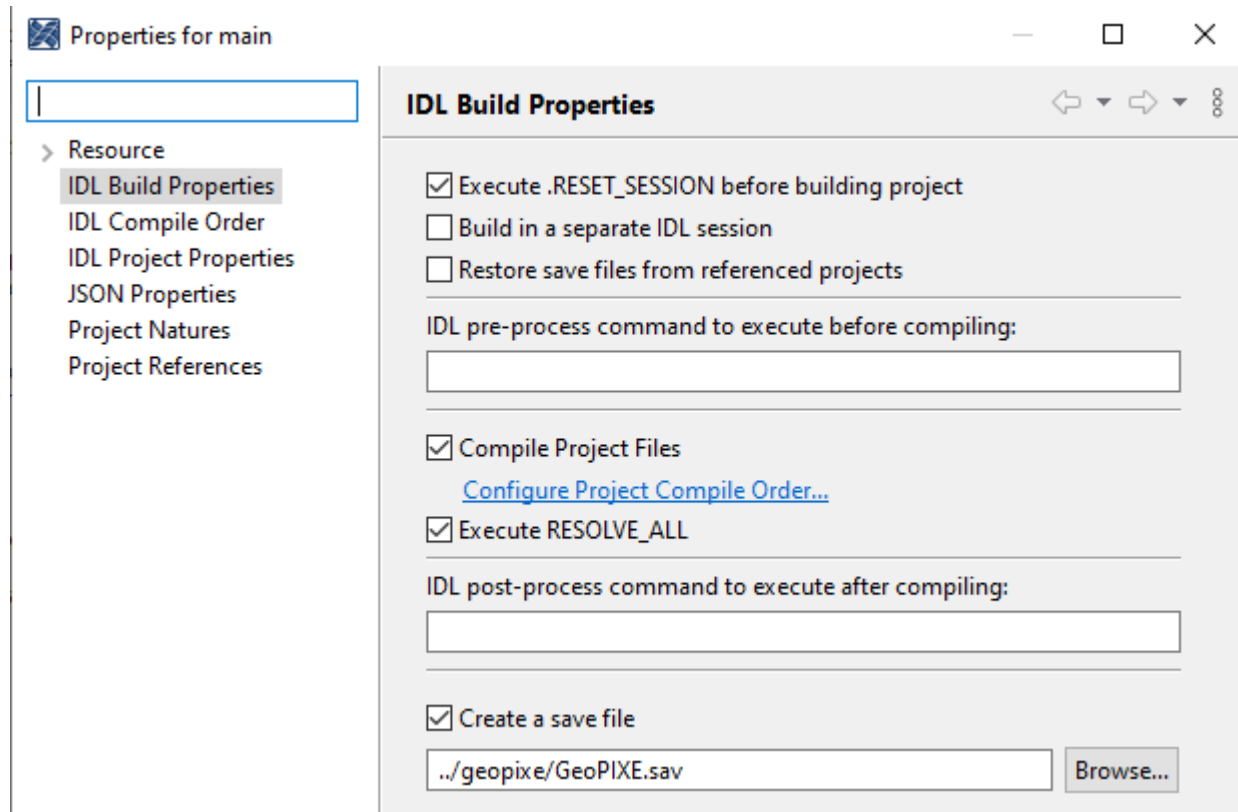 Properties for main
Resource
IDL Build Properties
IDL Compile Order
IDL Project Properties
JSON Properties
Project Natures
Project References
IDL Build Properties
Execute .RESET_SESSION before building project
Build in a separate IDL session
Restore save files from referenced projects
IDL pre-process command to execute before compiling:
Compile Project Files
Configure Project Compile Order...
Execute RESOLVE_ALL
IDL post-process command to execute after compiling:
Create a save file
../geopixe/GeoPIXE.sav
Browse...